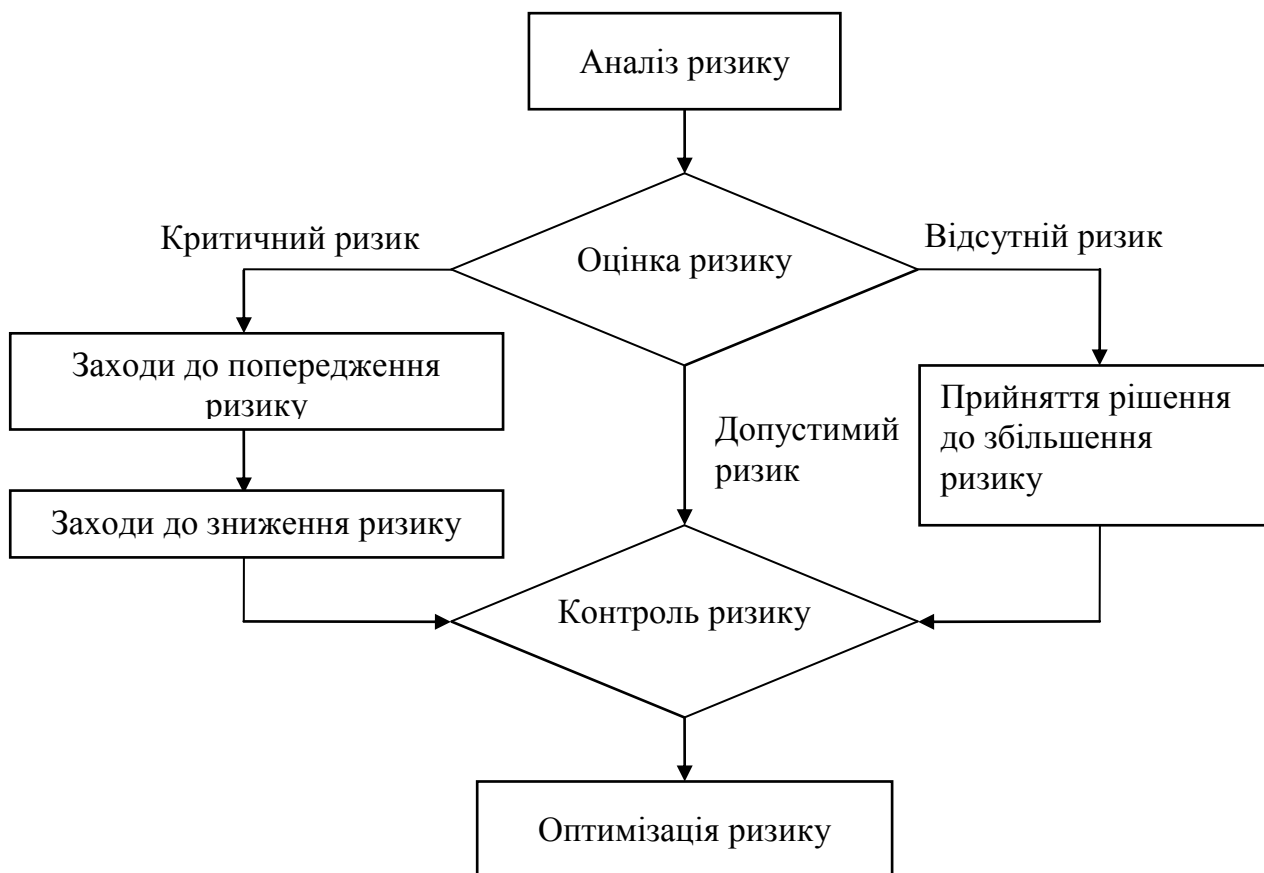 Аналіз ризику
Критичний ризик
Оцінка ризику
Відсутній ризик
Заходи до попередження
ризику
Прийняття рішення
до збільшення
ризику
Допустимий
ризик
Заходи до зниження ризику
Контроль ризику
Оптимізація ризику